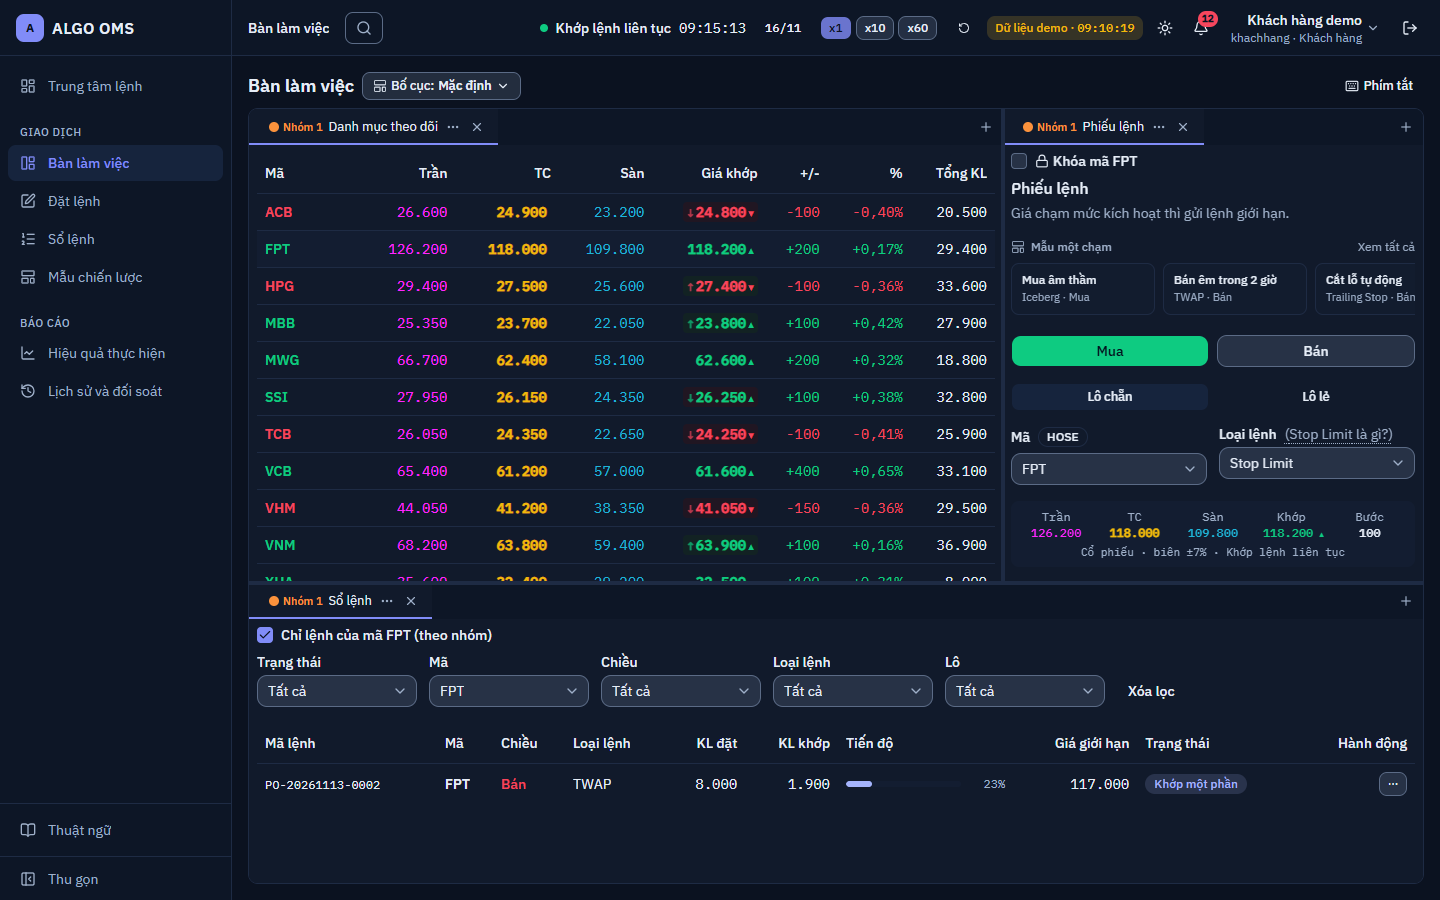 A ALGO OMS
Bàn làm việc
Khớp lệnh liên tục 09:15:13 16/11 x1 x10 x60 Dữ liệu demo · 09:10:19 12
Khách hàng demo
khachhang · Khách hàng
Trung tâm lệnh
GIAO DỊCH
Bàn làm việc
Đặt lệnh
Sổ lệnh
Mẫu chiến lược
BÁO CÁO
Hiệu quả thực hiện
Lịch sử và đối soát
Thuật ngữ
Thu gọn
Bàn làm việc Bố cục: Mặc định
Phím tắt
Nhóm 1 Danh mục theo dõi
Mã Trần TC Sàn Giá khớp +/- % Tổng KL
ACB 26.600 24.900 23.200 ↓24.800▼ -100 -0,40% 20.500
FPT 126.200 118.000 109.800 118.200▲ +200 +0,17% 29.400
HPG 29.400 27.500 25.600 ↑27.400▼ -100 -0,36% 33.600
MBB 25.350 23.700 22.050 ↑23.800▲ +100 +0,42% 27.900
MWG 66.700 62.400 58.100 62.600▲ +200 +0,32% 18.800
SSI 27.950 26.150 24.350 ↓26.250▲ +100 +0,38% 32.800
TCB 26.050 24.350 22.650 ↓24.250▼ -100 -0,41% 25.900
VCB 65.400 61.200 57.000 61.600▲ +400 +0,65% 33.100
VHM 44.050 41.200 38.350 ↓41.050▼ -150 -0,36% 29.500
VNM 68.200 63.800 59.400 ↑63.900▲ +100 +0,16% 36.900
Nhóm 1 Phiếu lệnh
Khóa mã FPT
Phiếu lệnh
Giá chạm mức kích hoạt thì gửi lệnh giới hạn.
Mẫu một chạm Xem tất cả
Mua âm thầm
Iceberg · Mua
Bán êm trong 2 giờ
TWAP · Bán
Cắt lỗ tự động
Trailing Stop · Bán
Mua Bán
Lô chẵn Lô lẻ
Mã HOSE
FPT
Loại lệnh (Stop Limit là gì?)
Stop Limit
Trần TC Sàn Khớp Bước
126.200 118.000 109.800 118.200 ▲ 100
Cổ phiếu · biên ±7% · Khớp lệnh liên tục
Nhóm 1 Sổ lệnh
Chỉ lệnh của mã FPT (theo nhóm)
Trạng thái Mã Chiều Loại lệnh Lô
Tất cả FPT Tất cả Tất cả Tất cả Xóa lọc
Mã lệnh Mã Chiều Loại lệnh KL đặt KL khớp Tiến độ Giá giới hạn Trạng thái Hành động
PO-20261113-0002 FPT Bán TWAP 8.000 1.900 23% 117.000 Khớp một phần